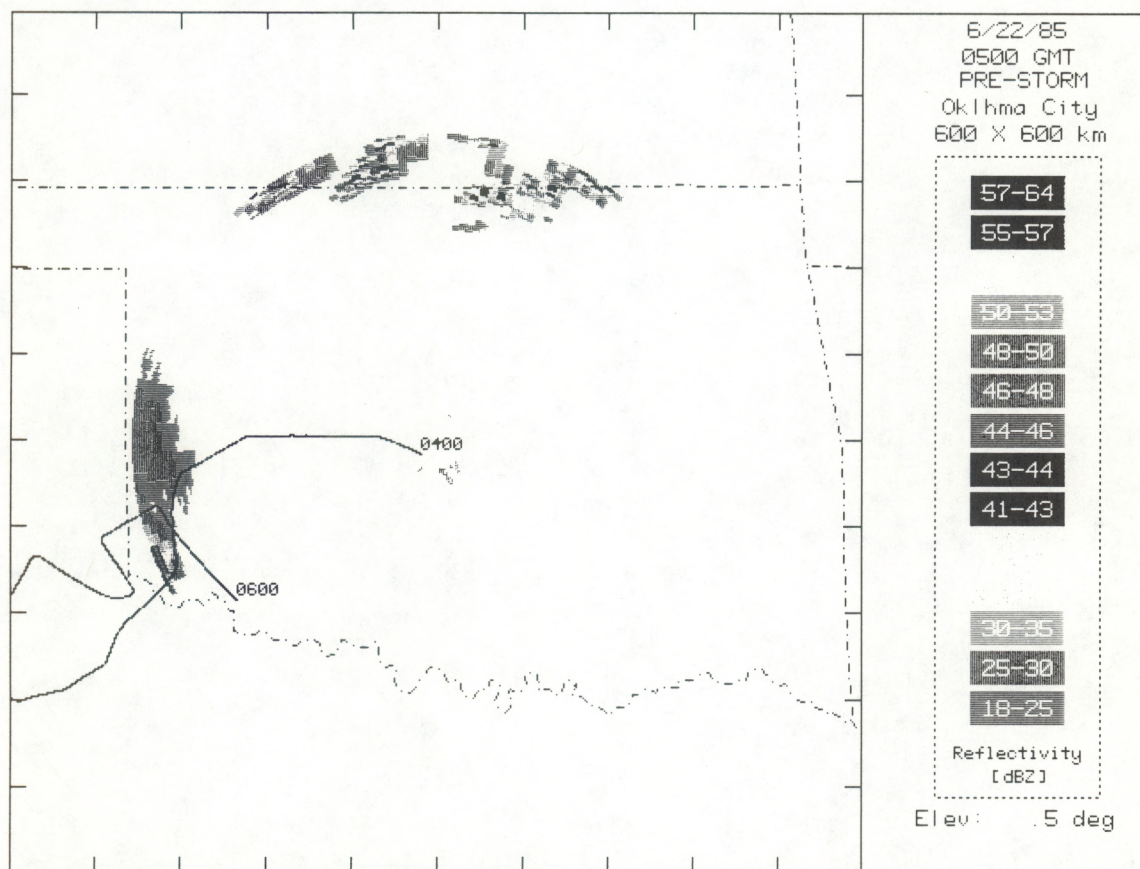 6/22/85
0500 GMT
PRE-STORM
Oklhma City
600 X 600 km
57-64
55-57
50-53
48-50
46-48
44-46
43-44
41-43
30-35
25-30
18-25
Reflectivity
[dBZ]
Elev: .5 deg
0400
0600